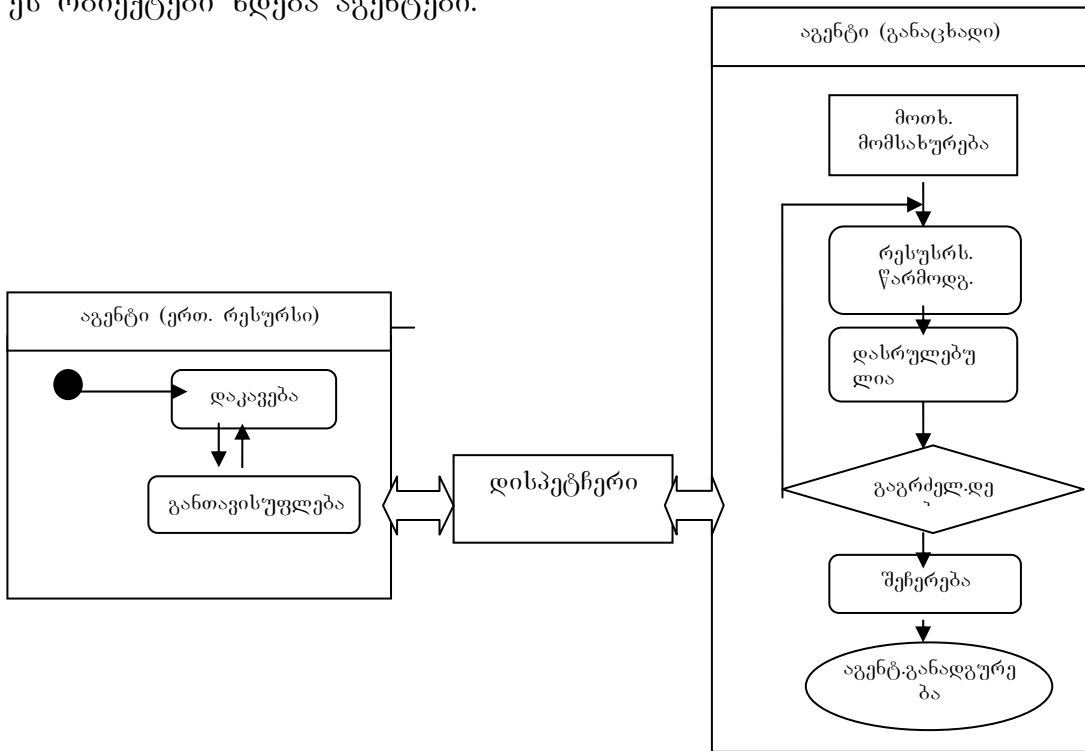 ეს ობიექტები ხდება აგენტები.
აგენტი (განაცხადი)
მოთხ.
მომსახურება
რესუსრს.
წარმოდგ.
დასრულებუ
ლია
გაგრძელ.დე
შეჩერება
აგენტ.განადგურე
ბა
აგენტი (ერთ. რესურსი)
დაკავება
განთავისუფლება
დისპეტჩერი